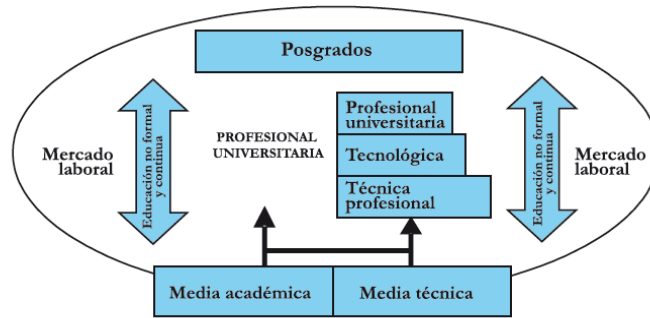 Posgrados
Mercado
laboral
Educación no formal
y continua
PROFESIONAL
UNIVERSITARIA
Profesional
universitaria
Tecnológica
Técnica
profesional
Educación no formal
y continua
Mercado
laboral
Media académica
Media técnica